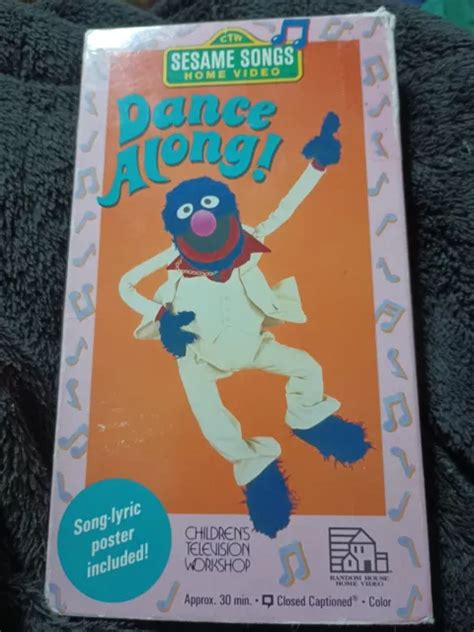 CTW
SESAME SONGS
HOME VIDEO
Dance
Along!
Song-lyric
poster
included!
CHILDREN'S
TELEVISION
WORKSHOP
RANDOM HOUSE
HOME VIDEO
Approx. 30 min. • Closed Captioned® • Color